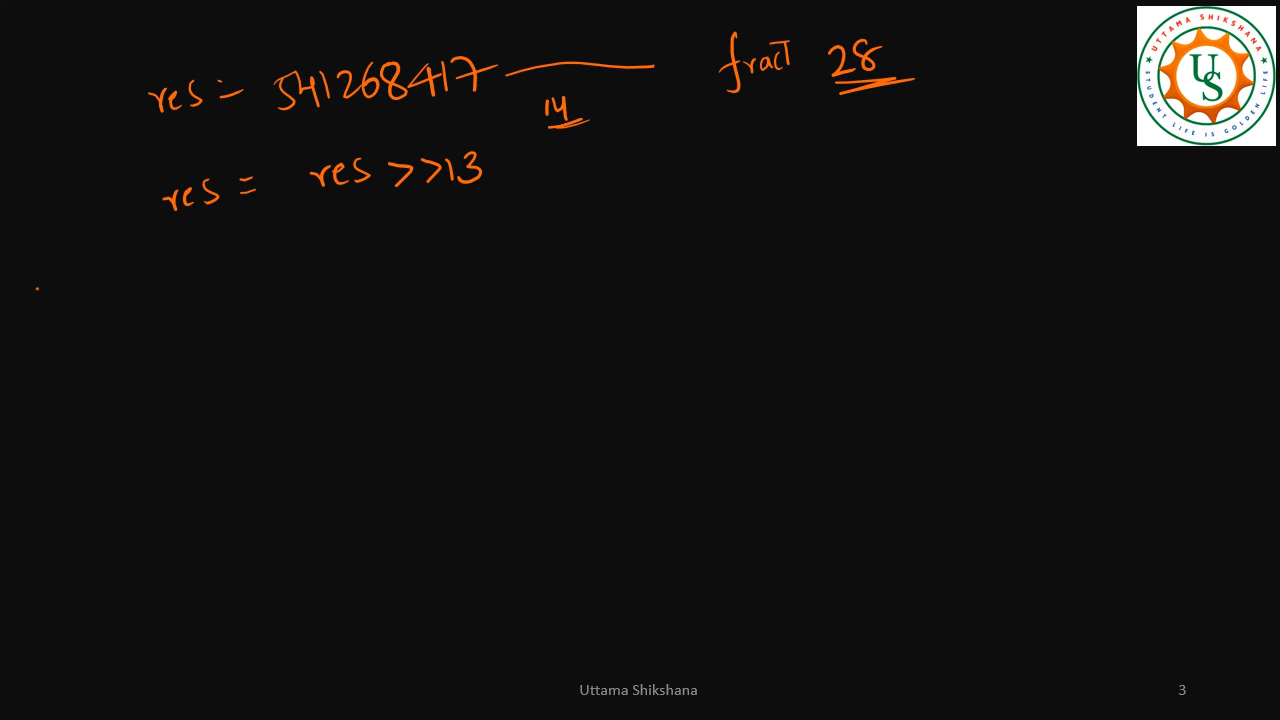 res = 541268417 fract 28
14
res = res >>13
UTTAMA SHIKSHANA
US
STUDENT LIFE IS GOLDEN LIFE
Uttama Shikshana 3